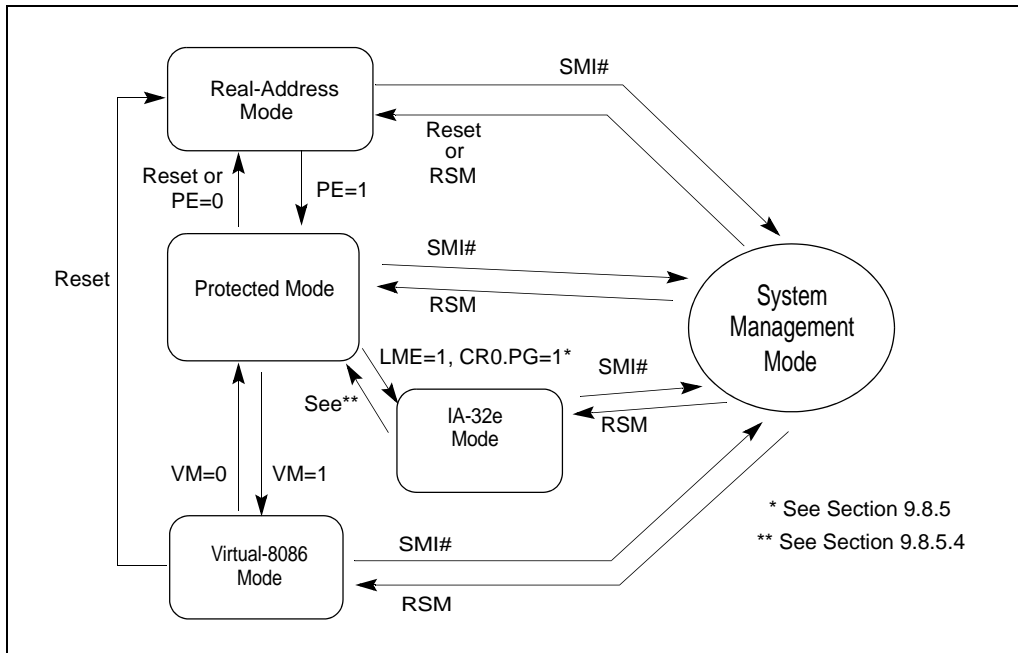 Real-Address
Mode
SMI#
Reset
or
RSM
Reset or
PE=0
PE=1
Reset
Protected Mode
SMI#
RSM
System
Management
Mode
LME=1, CR0.PG=1*
See**
IA-32e
Mode
SMI#
RSM
VM=0
VM=1
Virtual-8086
Mode
SMI#
RSM
* See Section 9.8.5
** See Section 9.8.5.4